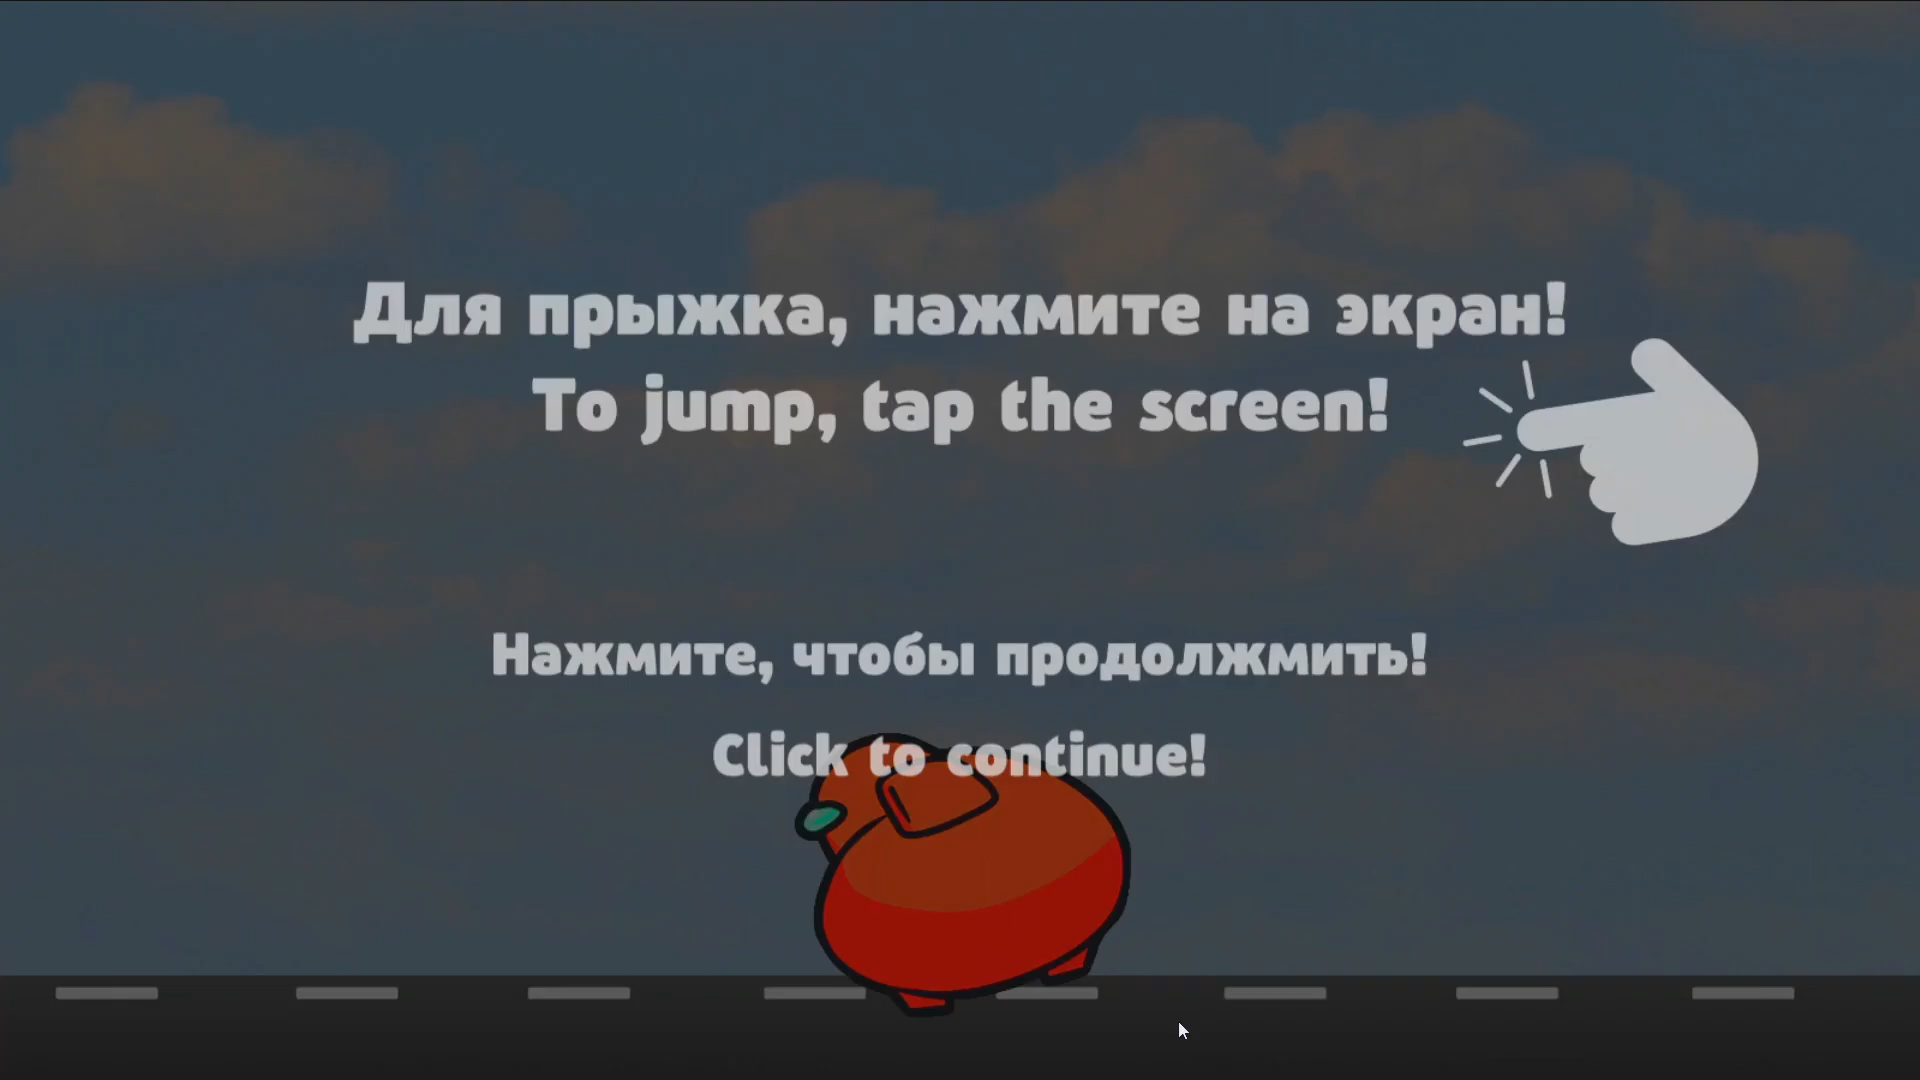 Для прыжка, нажмите на экран!
To jump, tap the screen!
Нажмите, чтобы продолжмить!
Click to continue!